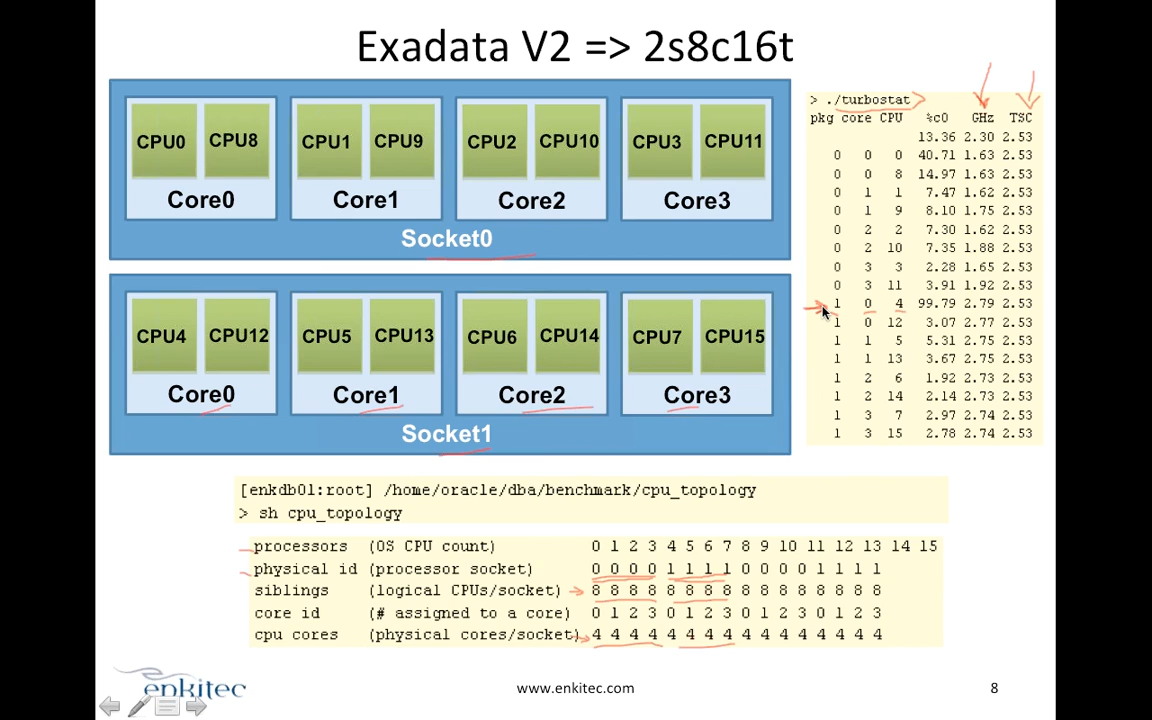 Exadata V2 => 2s8c16t
CPU0 CPU8 CPU1 CPU9 CPU2 CPU10 CPU3 CPU11
Core0 Core1 Core2 Core3
Socket0
CPU4 CPU12 CPU5 CPU13 CPU6 CPU14 CPU7 CPU15
Core0 Core1 Core2 Core3
Socket1
> ./turbostat
pkg core CPU %c0 GHz TSC
13.36 2.30 2.53
0 0 0 40.71 1.63 2.53
0 0 8 14.97 1.63 2.53
0 1 1 7.47 1.62 2.53
0 1 9 8.10 1.75 2.53
0 2 2 7.30 1.62 2.53
0 2 10 7.35 1.88 2.53
0 3 3 2.28 1.65 2.53
0 3 11 3.91 1.92 2.53
1 0 4 99.79 2.79 2.53
1 0 12 3.07 2.77 2.53
1 1 5 5.31 2.75 2.53
1 1 13 3.67 2.75 2.53
1 2 6 1.92 2.73 2.53
1 2 14 2.14 2.73 2.53
1 3 7 2.97 2.74 2.53
1 3 15 2.78 2.74 2.53
[enkdb01:root] /home/oracle/dba/benchmark/cpu_topology
> sh cpu_topology
processors (OS CPU count) 0 1 2 3 4 5 6 7 8 9 10 11 12 13 14 15
physical id (processor socket) 0 0 0 0 1 1 1 1 0 0 0 0 1 1 1 1
siblings (logical CPUs/socket) 8 8 8 8 8 8 8 8 8 8 8 8 8 8 8 8
core id (# assigned to a core) 0 1 2 3 0 1 2 3 0 1 2 3 0 1 2 3
cpu cores (physical cores/socket) 4 4 4 4 4 4 4 4 4 4 4 4 4 4 4 4
enkitec
www.enkitec.com
8